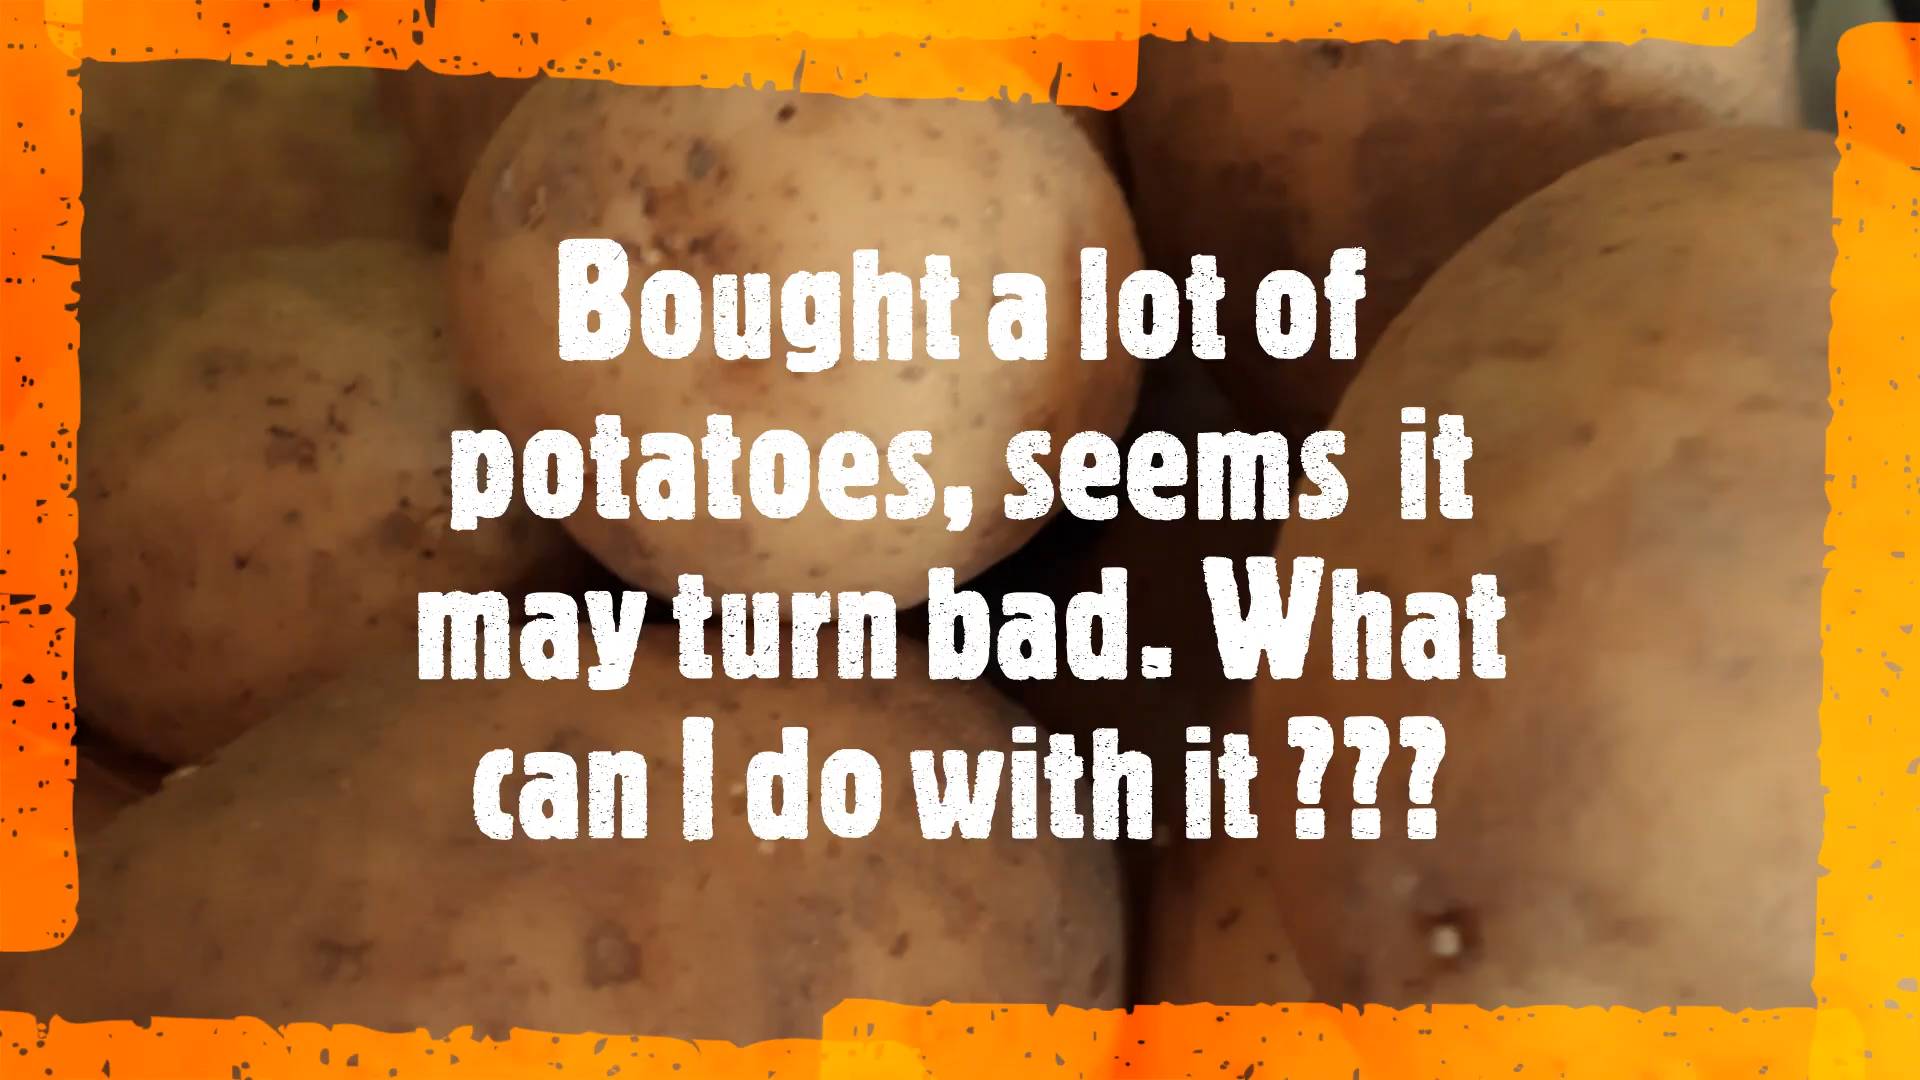 Bought a lot of
potatoes, seems it
may turn bad. What
can I do with it ???